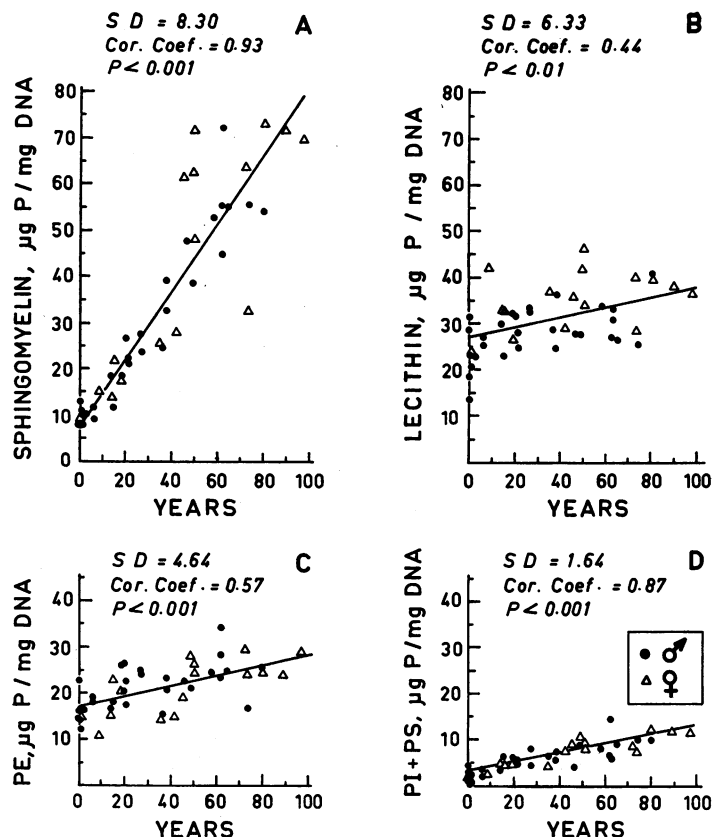 A
S D = 8.30
Cor. Coef. = 0.93
P < 0.001
SPHINGOMYELIN, µg P / mg DNA
80
70
60
50
40
30
20
10
0
0 20 40 60 80 100
YEARS
B
S D = 6.33
Cor. Coef. = 0.44
P < 0.01
LECITHIN, µg P / mg DNA
80
70
60
50
40
30
20
10
0 20 40 60 80 100
YEARS
C
S D = 4.64
Cor. Coef. = 0.57
P < 0.001
PE, µg P / mg DNA
40
30
20
10
0 20 40 60 80 100
YEARS
D
S D = 1.64
Cor. Coef. = 0.87
P < 0.001
PI + PS, µg P / mg DNA
40
30
20
10
0 20 40 60 80 100
YEARS
● ♂
△ ♀